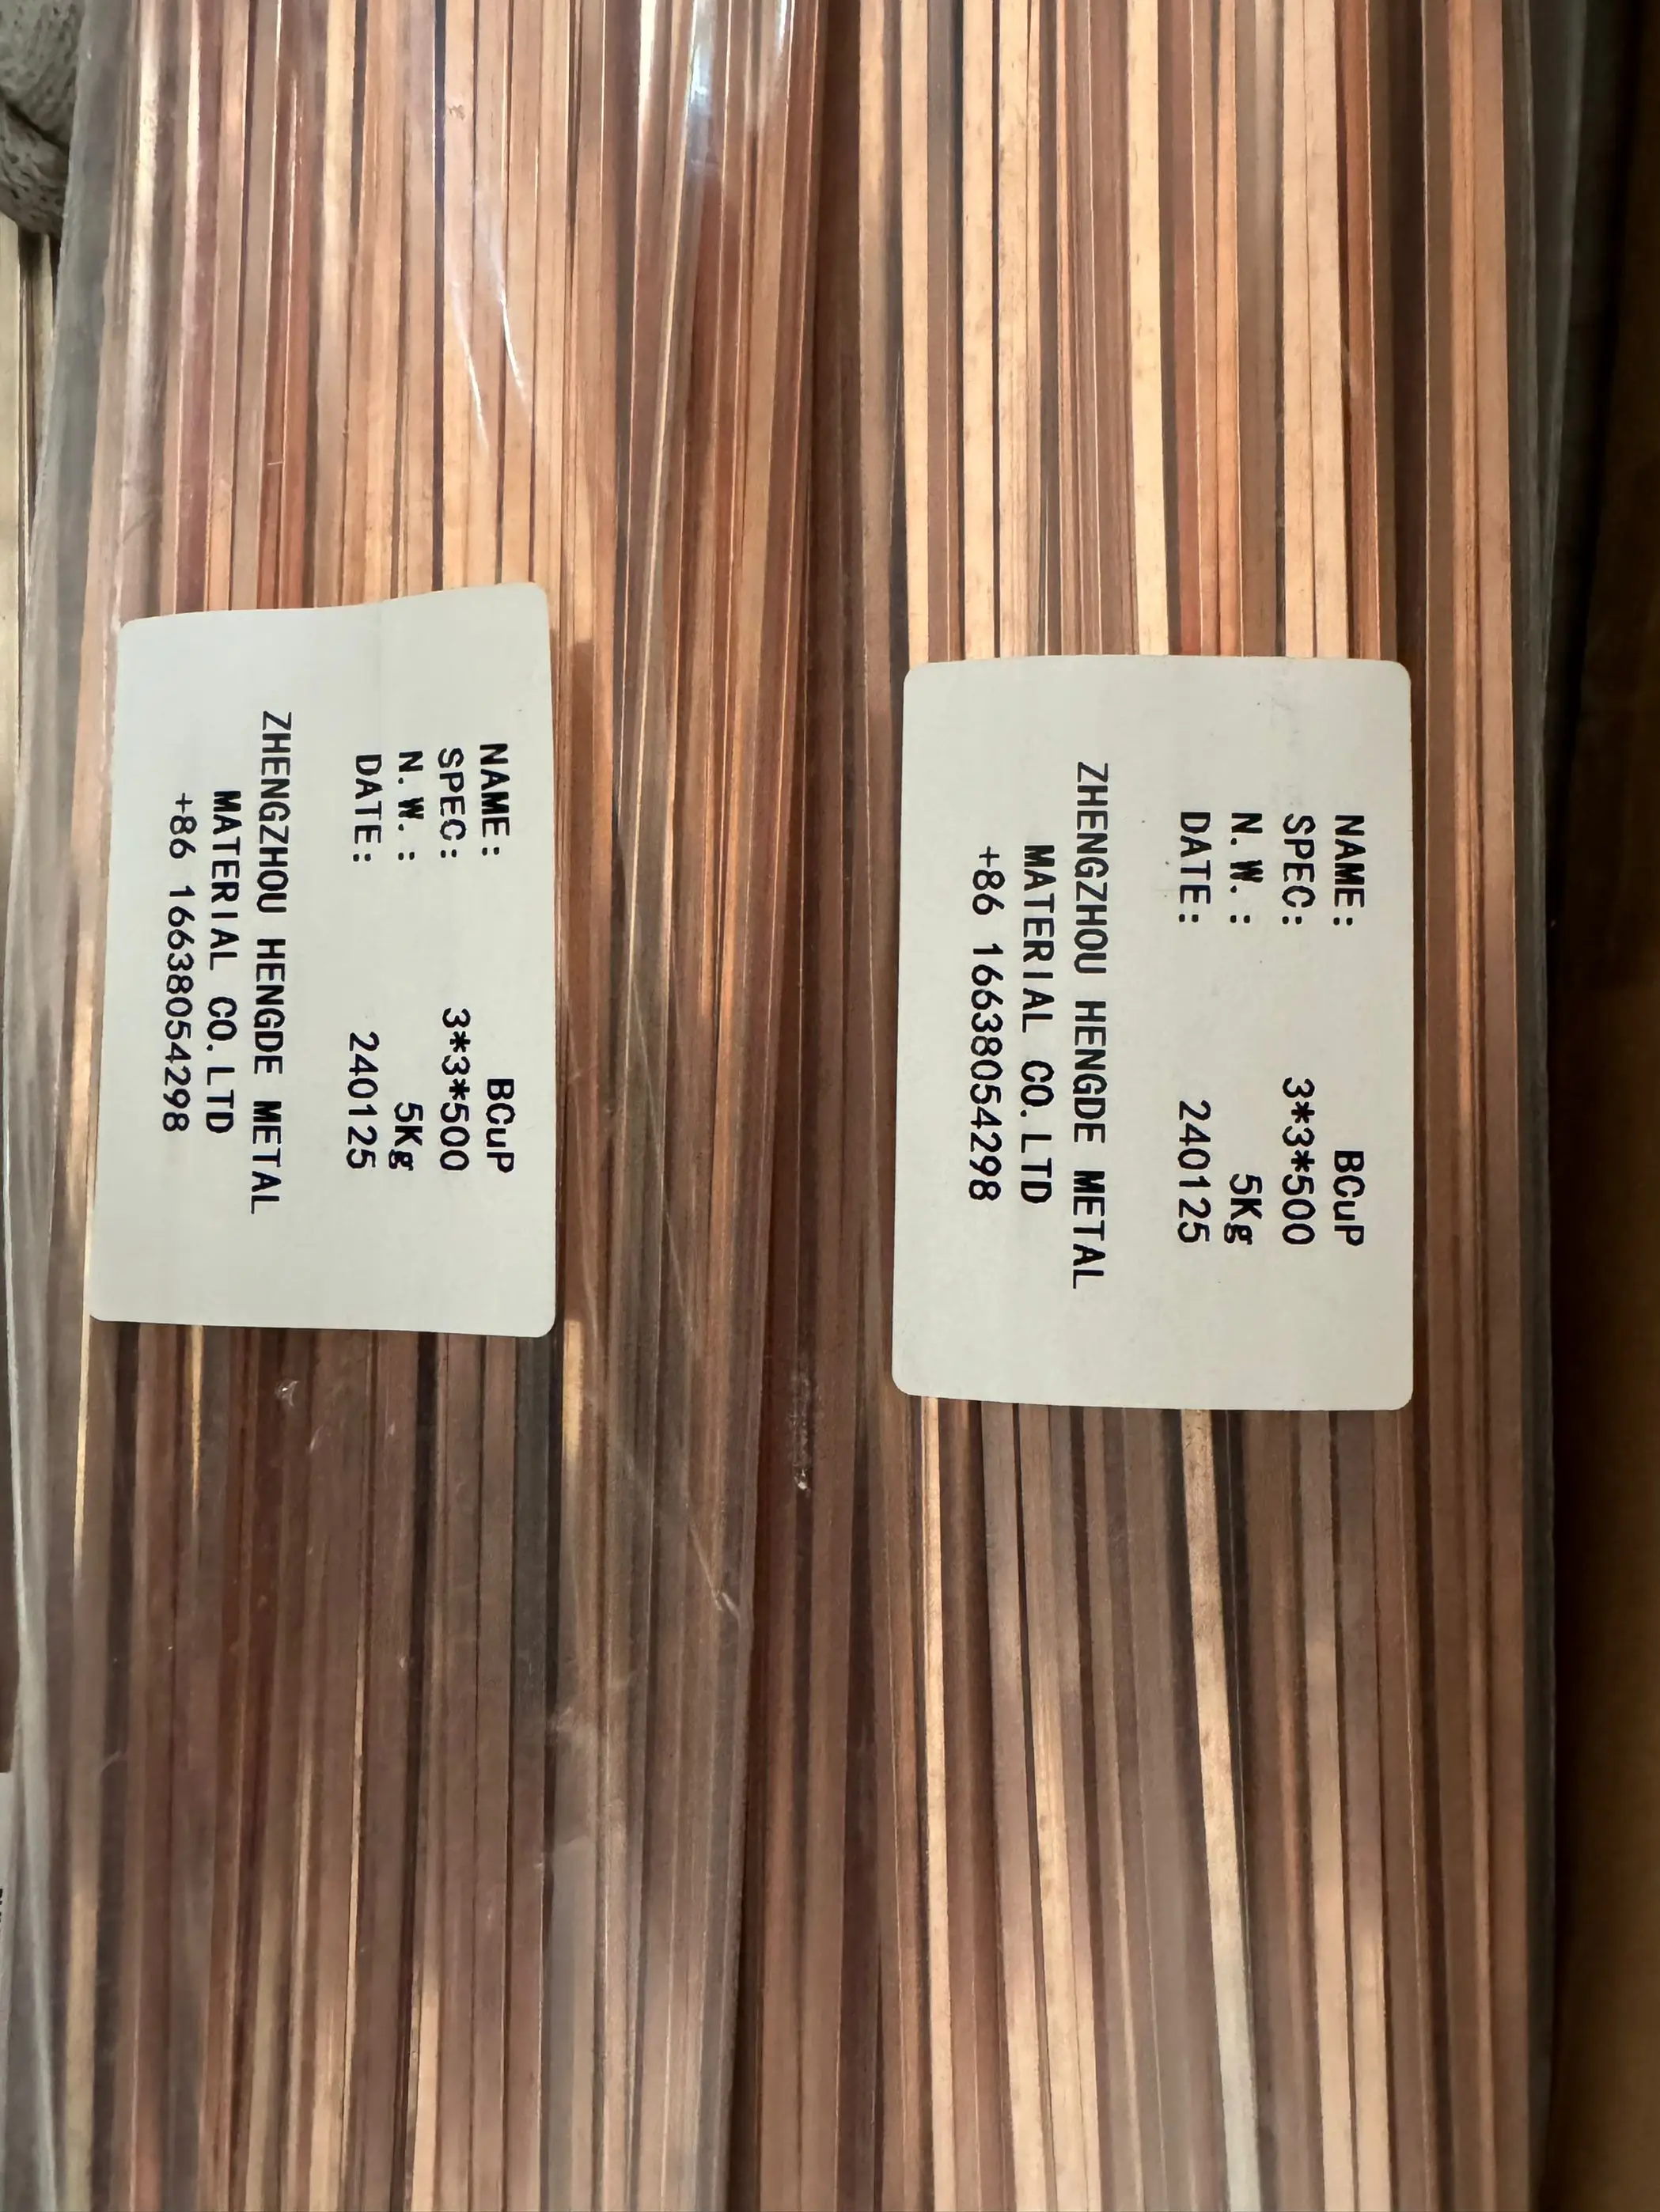 NAME: BCuP
SPEC: 3*3*500
N.W.: 5Kg
DATE: 240125
ZHENGZHOU HENGDE METAL
MATERIAL CO.LTD
+86 16638054298
NAME: BCuP
SPEC: 3*3*500
N.W.: 5Kg
DATE: 240125
ZHENGZHOU HENGDE METAL
MATERIAL CO.LTD
+86 16638054298